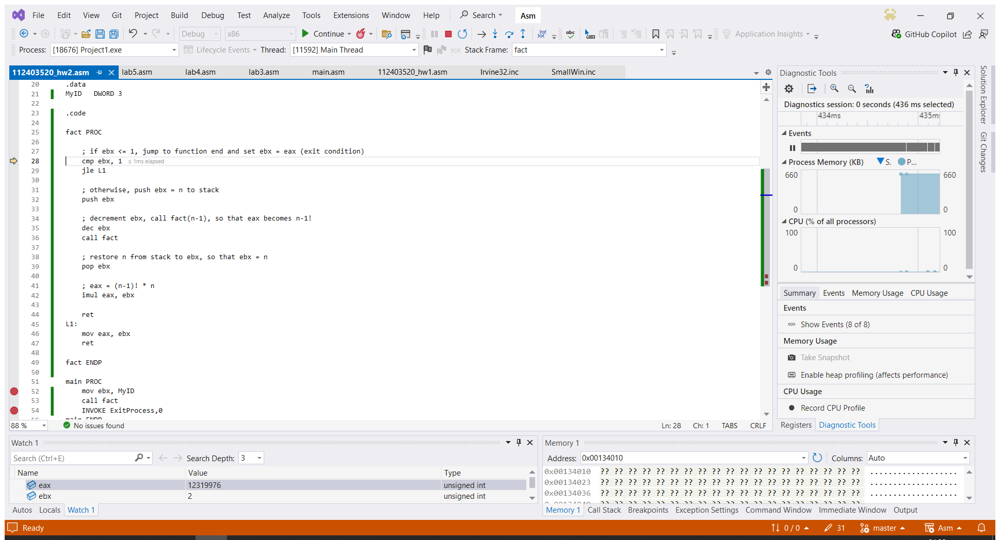 File Edit View Git Project Build Debug Test Analyze Tools Extensions Window Help Search Asm
Debug x86 Continue Application Insights GitHub Copilot
Process: [18676] Project1.exe Lifecycle Events Thread: [11592] Main Thread Stack Frame: fact
112403520_hw2.asm lab5.asm lab4.asm lab3.asm main.asm 112403520_hw1.asm Irvine32.inc SmallWin.inc
20 .data
21 MyID DWORD 3
22
23 .code
24
25 fact PROC
26
27 ; if ebx <= 1, jump to function end and set ebx = eax (exit condition)
28 cmp ebx, 1 ≤ 1ms elapsed
29 jle L1
30
31 ; otherwise, push ebx = n to stack
32 push ebx
33
34 ; decrement ebx, call fact(n-1), so that eax becomes n-1!
35 dec ebx
36 call fact
37
38 ; restore n from stack to ebx, so that ebx = n
39 pop ebx
40
41 ; eax = (n-1)! * n
42 imul eax, ebx
43
44 ret
45 L1:
46 mov eax, ebx
47 ret
48
49 fact ENDP
50
51 main PROC
52 mov ebx, MyID
53 call fact
54 INVOKE ExitProcess,0
55 main ENDP
88 % No issues found Ln: 28 Ch: 1 TABS CRLF
Diagnostic Tools
Diagnostics session: 0 seconds (436 ms selected)
434ms 435ms
Events
Process Memory (KB) S. P...
660 660
0 0
CPU (% of all processors)
100 100
0 0
Summary Events Memory Usage CPU Usage
Events
Show Events (8 of 8)
Memory Usage
Take Snapshot
Enable heap profiling (affects performance)
CPU Usage
Record CPU Profile
Registers Diagnostic Tools
Solution Explorer
Git Changes
Watch 1
Search (Ctrl+E) Search Depth: 3
Name Value Type
eax 12319976 unsigned int
ebx 2 unsigned int
Autos Locals Watch 1
Memory 1
Address: 0x00134010 Columns: Auto
0x00134010 ?? ?? ?? ?? ?? ?? ?? ?? ?? ?? ?? ?? ?? ?? ?? ?? ?? ?? ?? ...................
0x00134023 ?? ?? ?? ?? ?? ?? ?? ?? ?? ?? ?? ?? ?? ?? ?? ?? ?? ?? ?? ...................
0x00134036 ?? ?? ?? ?? ?? ?? ?? ?? ?? ?? ?? ?? ?? ?? ?? ?? ?? ?? ?? ...................
0x00134049 ?? ?? ?? ?? ?? ?? ?? ?? ?? ?? ?? ?? ?? ?? ?? ?? ?? ?? ??
Memory 1 Call Stack Breakpoints Exception Settings Command Window Immediate Window Output
Ready 0 / 0 31 master Asm